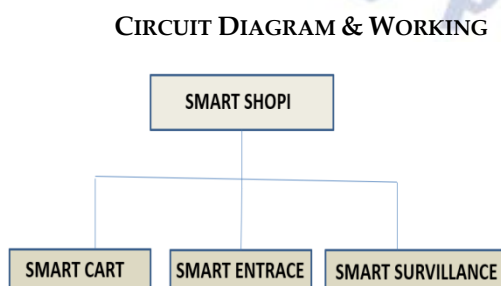 CIRCUIT DIAGRAM & WORKING
SMART SHOPI
SMART CART
SMART ENTRACE
SMART SURVILLANCE